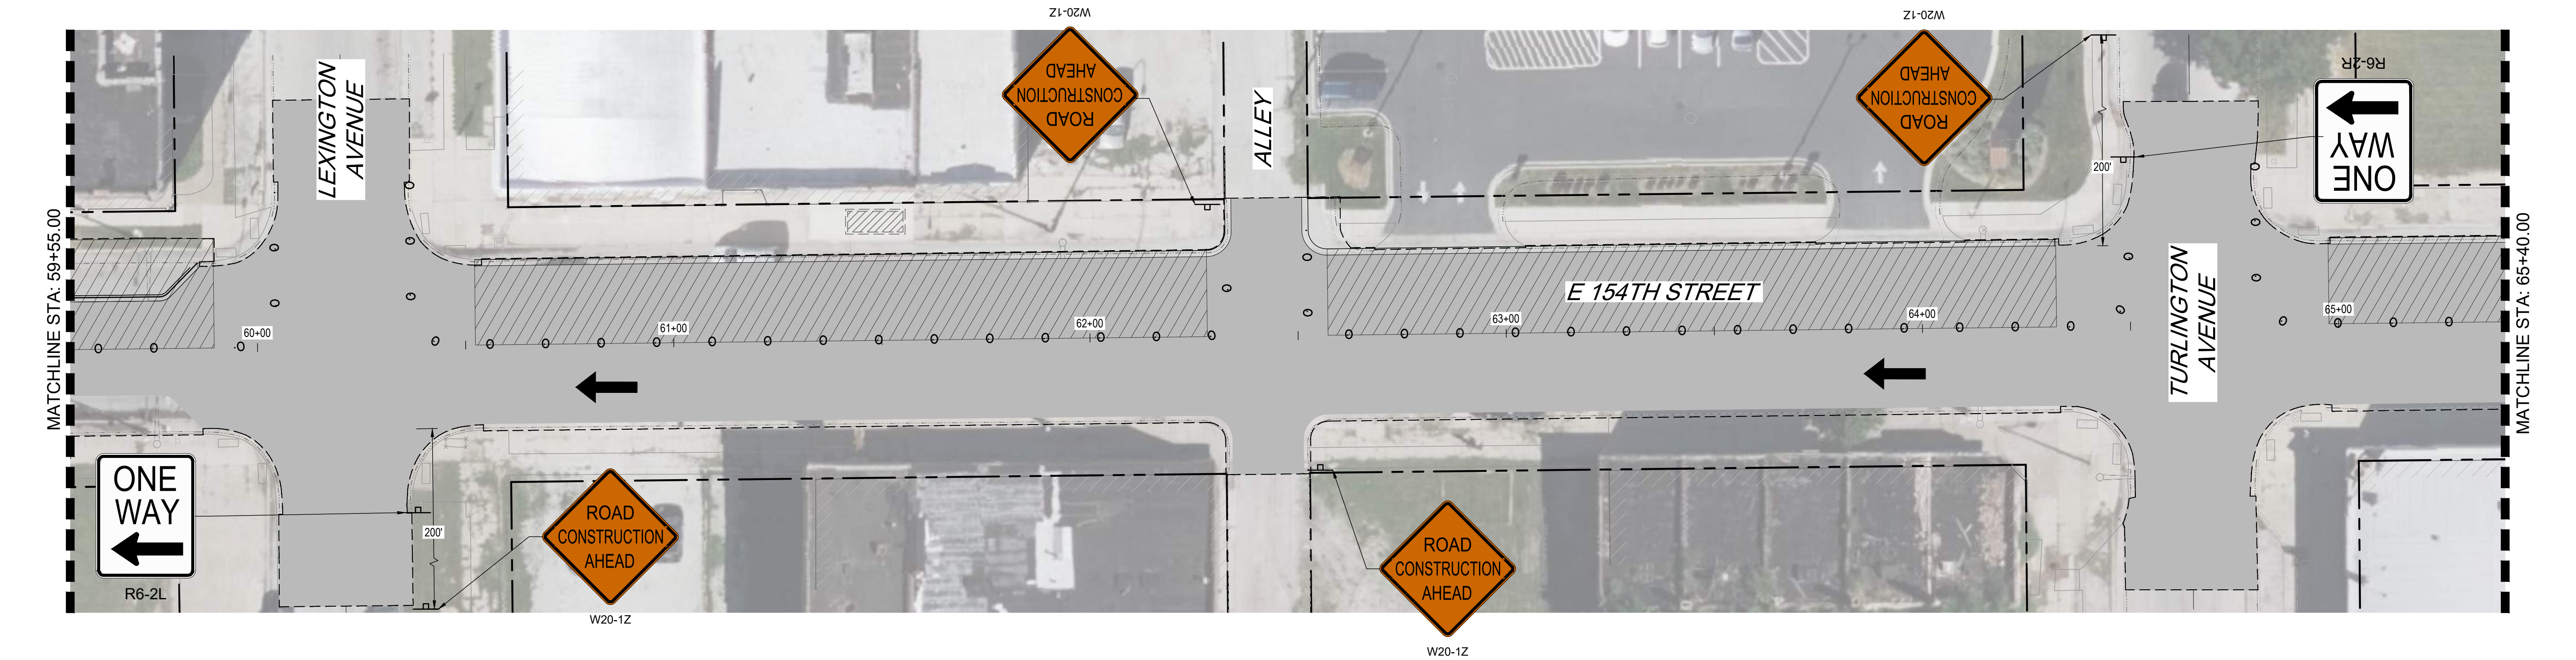 W20-1Z
W20-1Z
LEXINGTON
AVENUE
ROAD
CONSTRUCTION
AHEAD
ALLEY
ROAD
CONSTRUCTION
AHEAD
200'
R6-2R
ONE
WAY
MATCHLINE STA: 59+55.00
60+00
61+00
62+00
63+00
E 154TH STREET
64+00
TURLINGTON
AVENUE
65+00
MATCHLINE STA: 65+40.00
ONE
WAY
R6-2L
200'
ROAD
CONSTRUCTION
AHEAD
W20-1Z
ROAD
CONSTRUCTION
AHEAD
W20-1Z